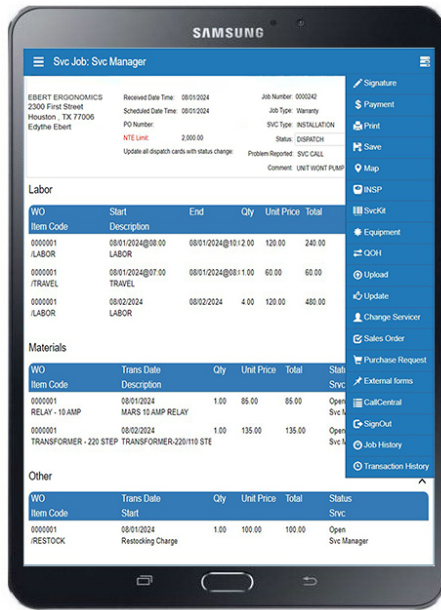 SAMSUNG
Svc Job: Svc Manager
EBERT ERGONOMICS
2300 First Street
Houston , TX 77006
Edythe Ebert
Received Date Time: 08/01/2024
Scheduled Date Time: 08/01/2024
PO Number:
NTE Limit: 2,000.00
Update all dispatch cards with status change:
Job Number: 0000242
Job Type: Warranty
SVC Type: INSTALLATION
Status: DISPATCH
Problem Reported: SVC CALL
Comment: UNIT WONT PUMP
Signature
Payment
Print
Save
Map
INSP
SvcKit
Equipment
QOH
Upload
Update
Change Servicer
Sales Order
Purchase Request
External forms
CallCentral
SignOut
Job History
Transaction History
Labor
WO Start End Qty Unit Price Total
Item Code Description
0000001 08/01/2024@08:00 08/01/2024@10: 2.00 120.00 240.00
/LABOR LABOR
0000001 08/01/2024@07:00 08/01/2024@08: 1.00 60.00 60.00
/TRAVEL TRAVEL
0000001 08/02/2024 08/02/2024 4.00 120.00 480.00
/LABOR LABOR
Materials
WO Trans Date Qty Unit Price Total Statu
Item Code Description Srvc
0000001 08/01/2024 1.00 85.00 85.00 Open
RELAY - 10 AMP MARS 10 AMP RELAY Svc M
0000002 08/02/2024 1.00 135.00 135.00 Open
TRANSFORMER - 220 STEP TRANSFORMER-220/110 STE Svc M
Other
WO Trans Date Qty Unit Price Total Status
Item Code Start Srvc
0000001 08/01/2024 1.00 100.00 100.00 Open
/RESTOCK Restocking Charge Svc Manager